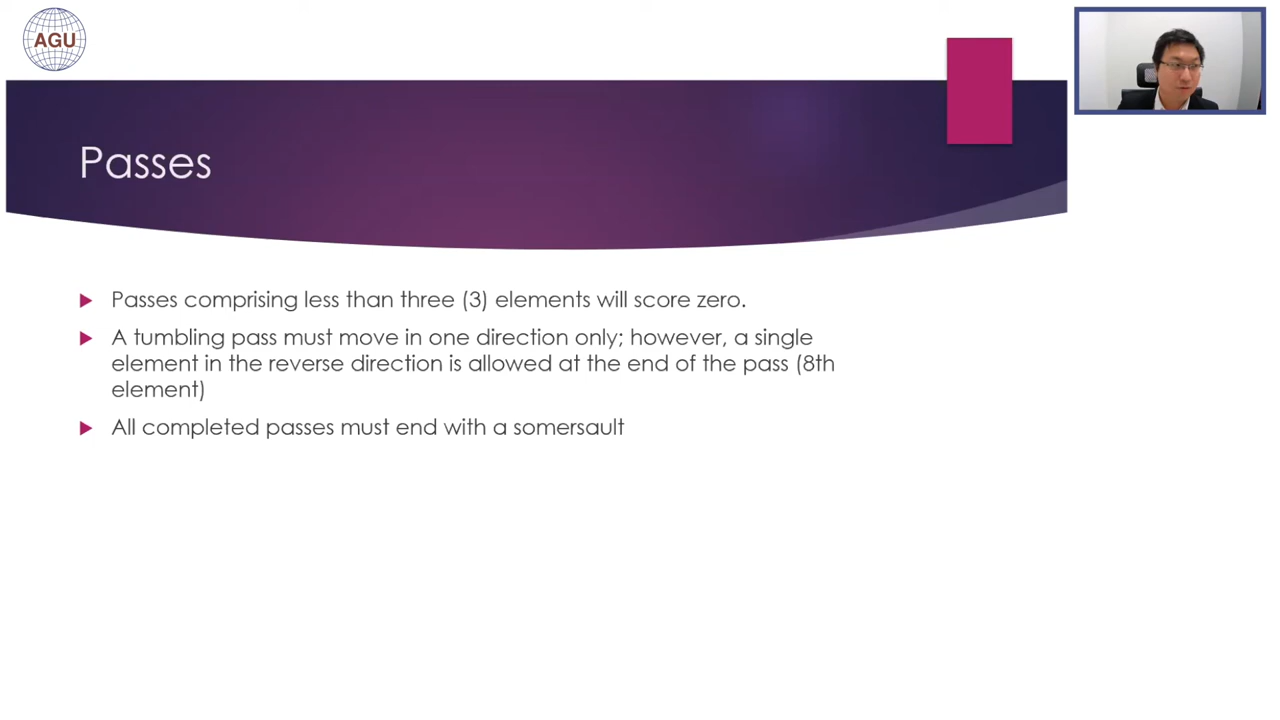 AGU
Passes
Passes comprising less than three (3) elements will score zero.
A tumbling pass must move in one direction only; however, a single
element in the reverse direction is allowed at the end of the pass (8th
element)
All completed passes must end with a somersault